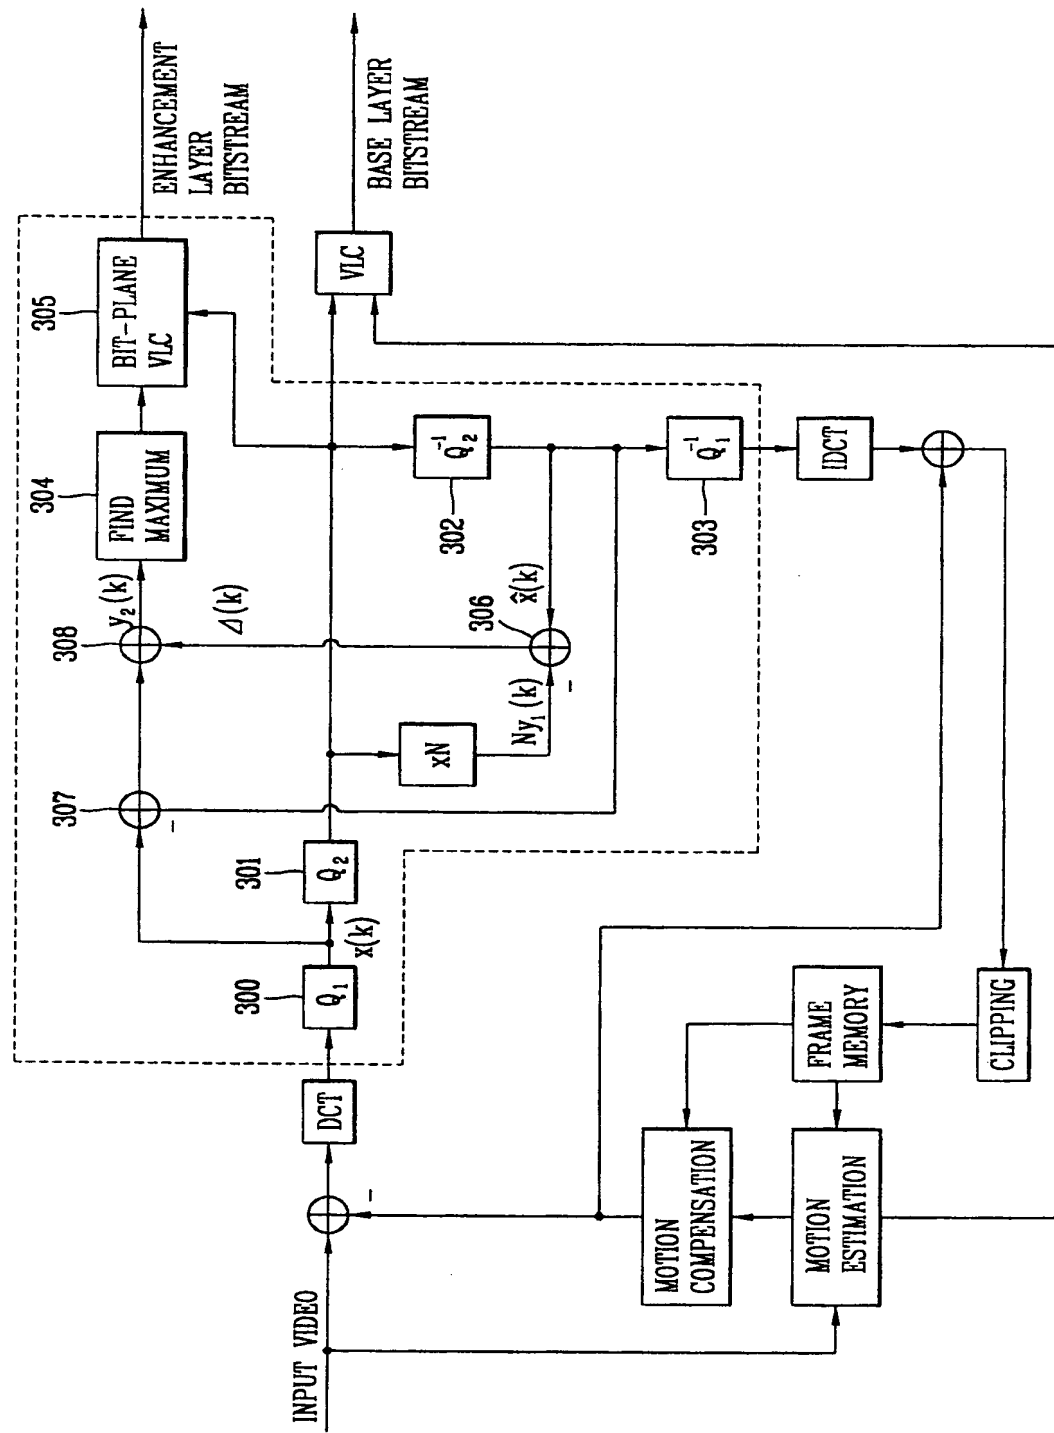 INPUT VIDEO
DCT
300
Q₁
x(k)
301
Q₂
307
-
308
y₂(k)
Δ(k)
304
FIND
MAXIMUM
305
BIT-PLANE
VLC
ENHANCEMENT
LAYER
BITSTREAM
VLC
BASE LAYER
BITSTREAM
xN
Ny₁(k)
-
306
x̂(k)
Q₂⁻¹
302
Q₁⁻¹
303
IDCT
-
MOTION
COMPENSATION
MOTION
ESTIMATION
FRAME
MEMORY
CLIPPING